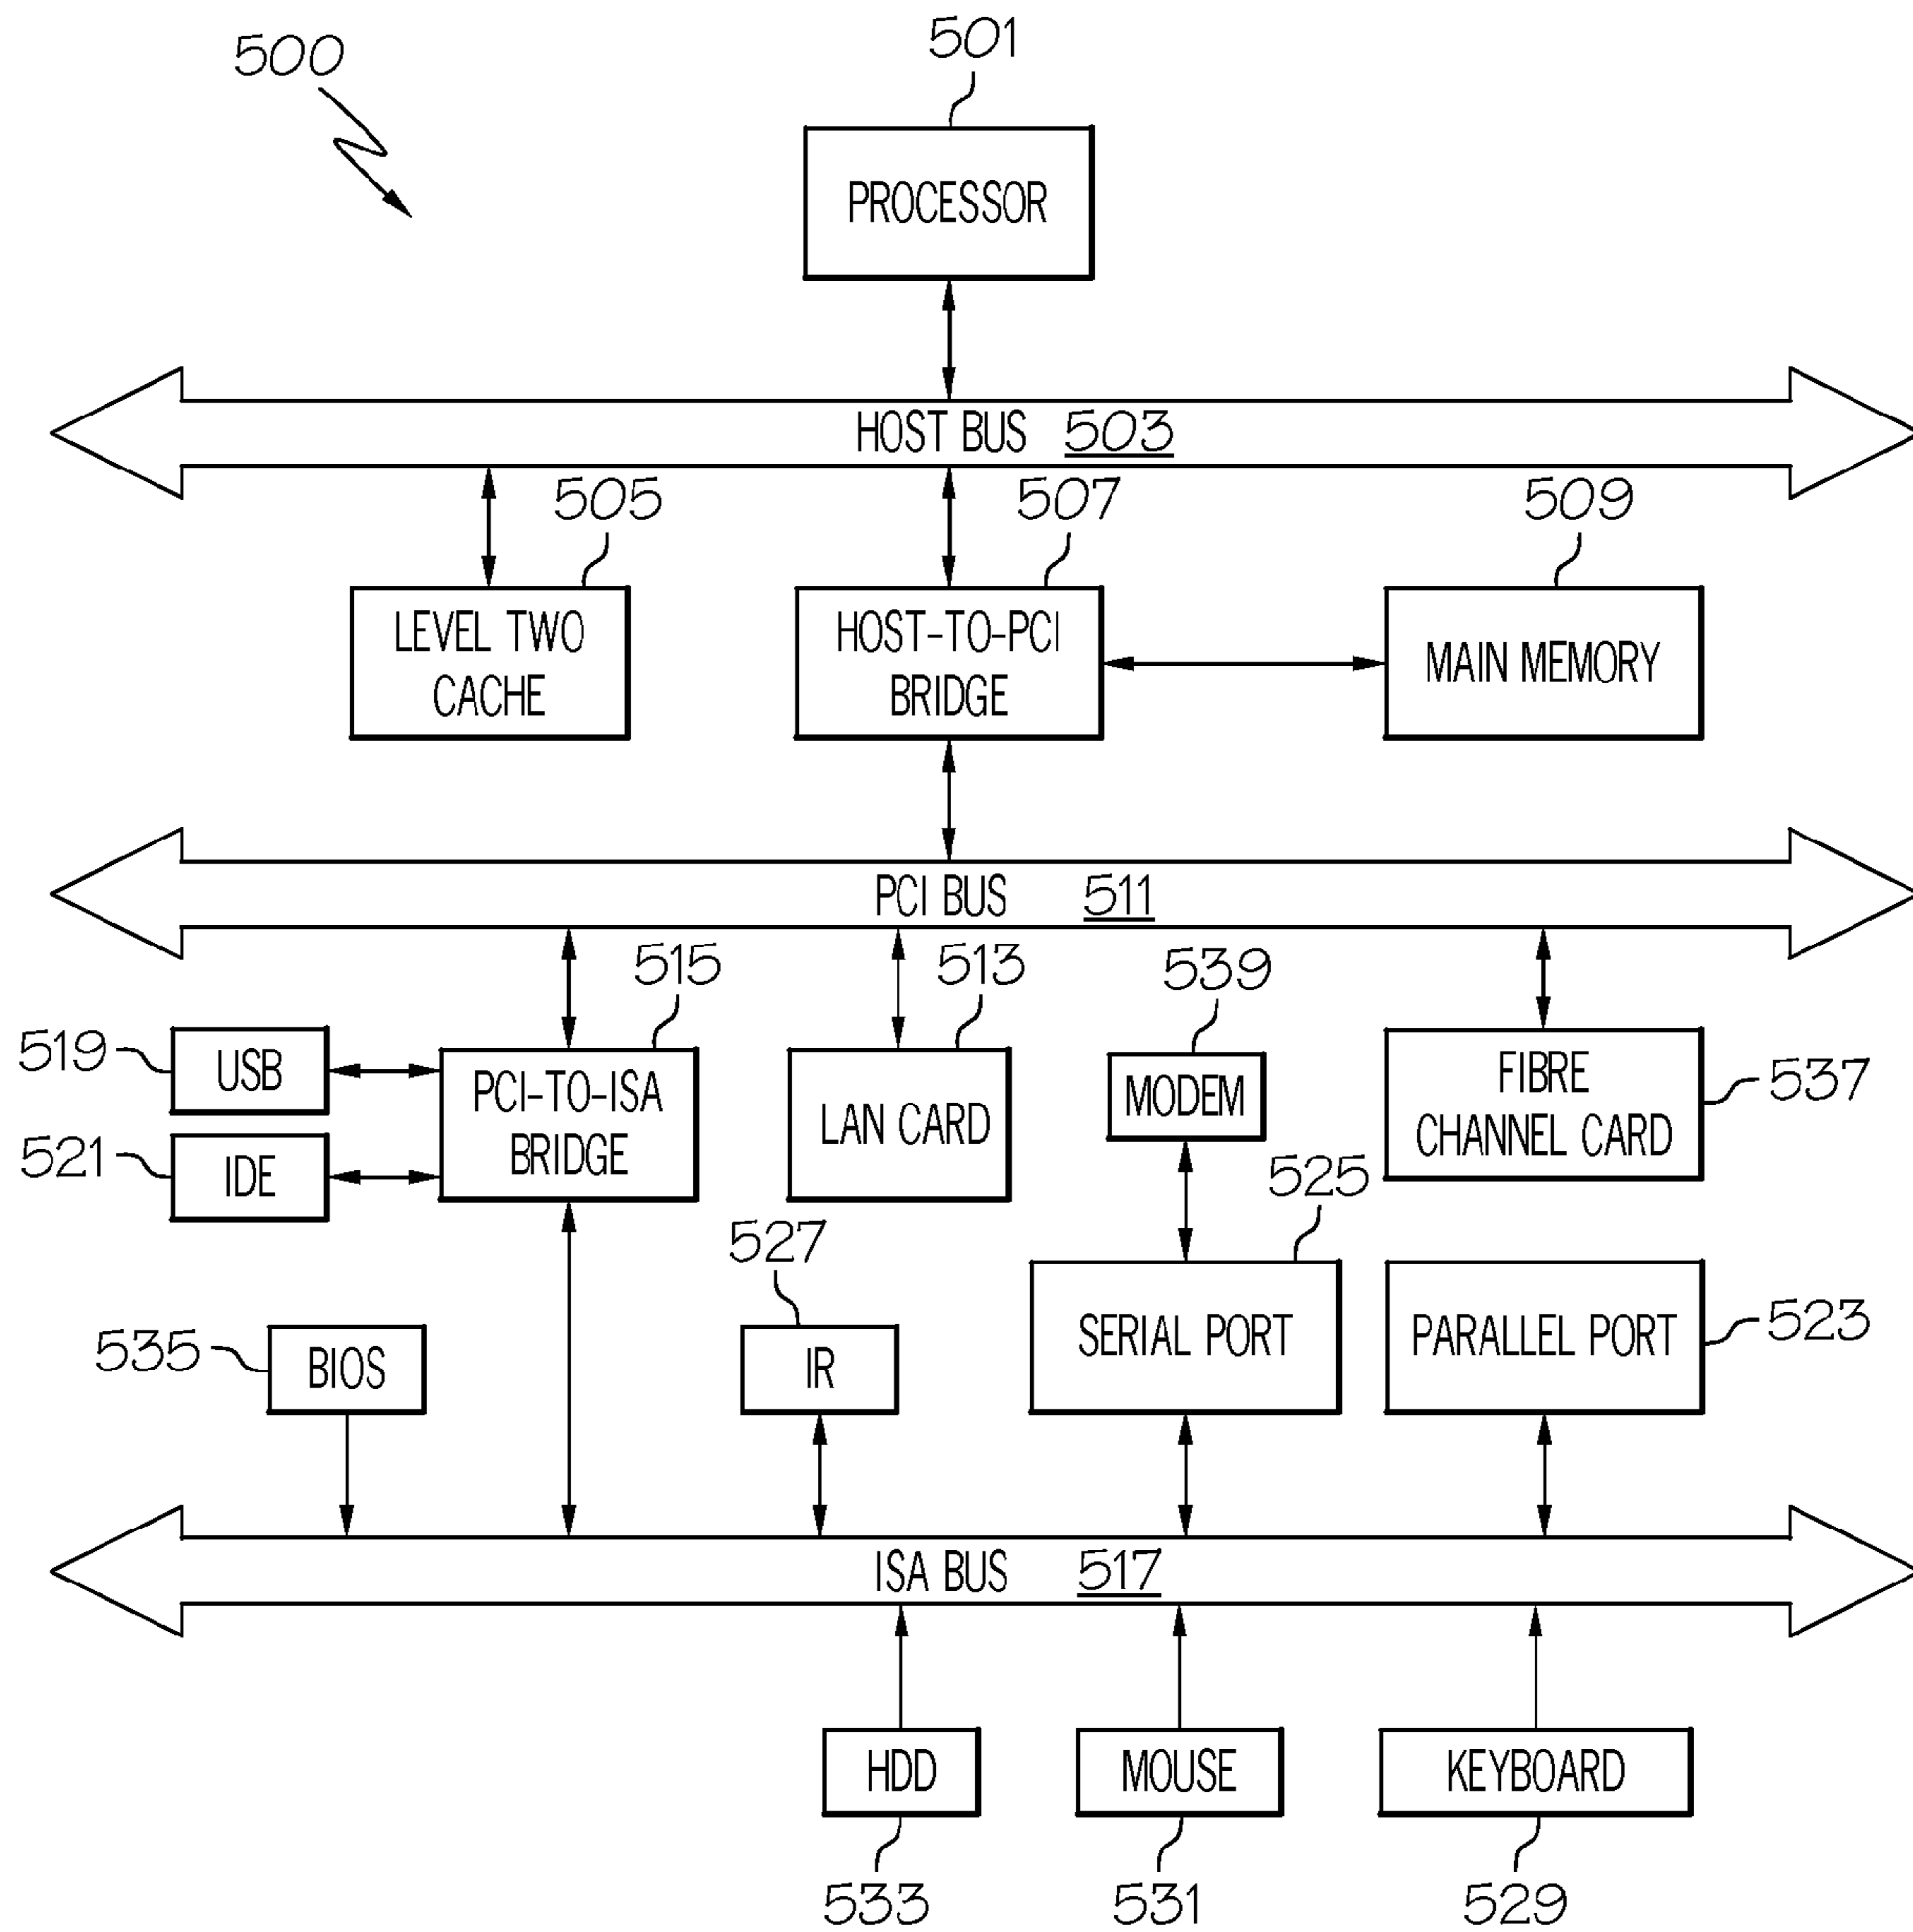 500
501
PROCESSOR
HOST BUS 503
505
507
509
LEVEL TWO
CACHE
HOST-TO-PCI
BRIDGE
MAIN MEMORY
PCI BUS 511
515
513
539
519
USB
PCI-TO-ISA
BRIDGE
LAN CARD
MODEM
FIBRE
CHANNEL CARD
537
521
IDE
525
527
535
BIOS
IR
SERIAL PORT
PARALLEL PORT
523
ISA BUS 517
HDD
MOUSE
KEYBOARD
533
531
529